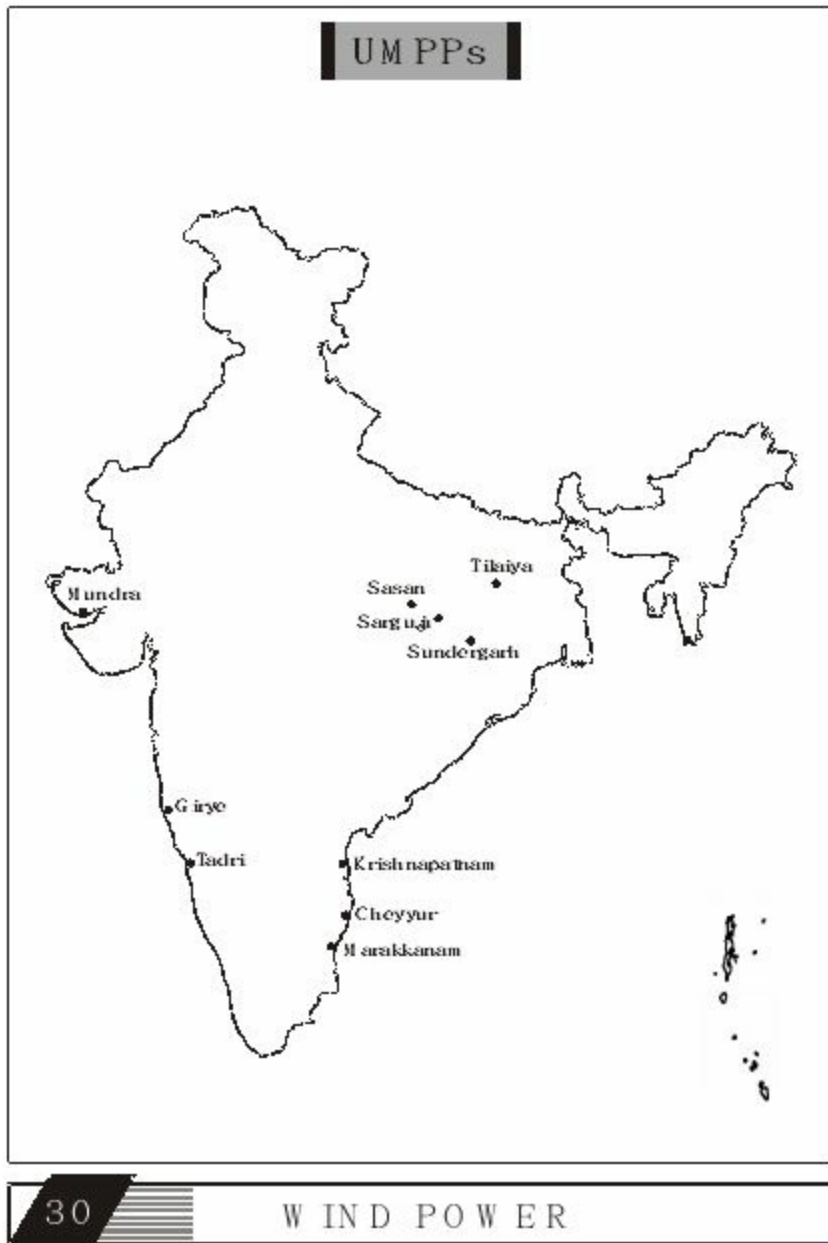 UMPPs
Tilaiya
Mundra
Sasan
Sarguja
Sundergarh
Girye
Tadri
Krishnapatnam
Cheyyur
Marakkanam
30 WIND POWER